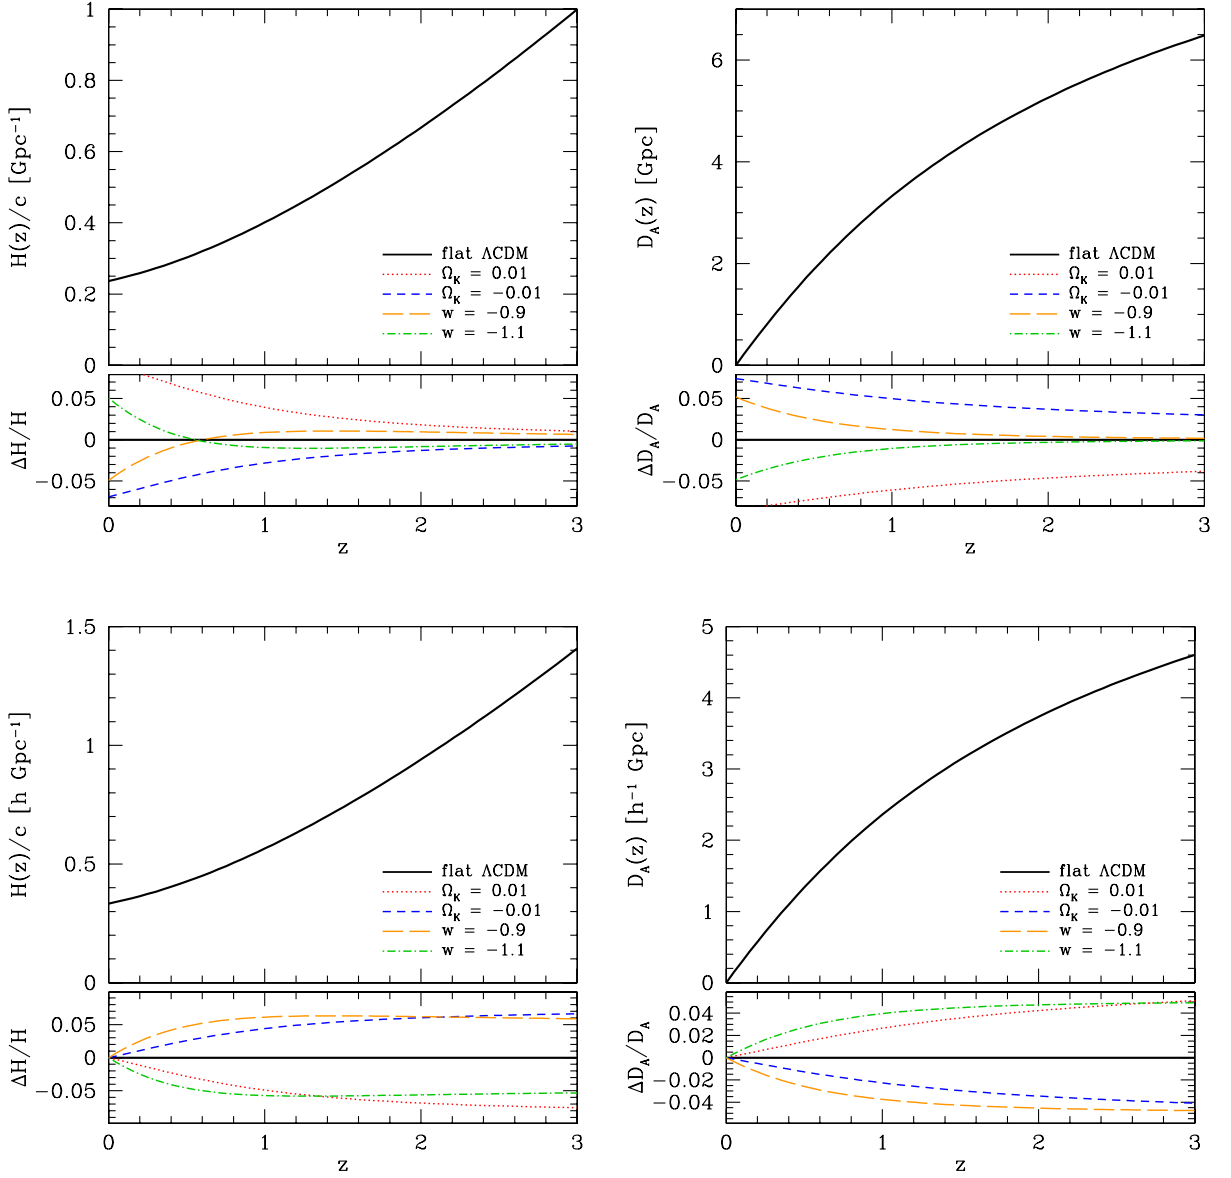 1
0.8
0.6
0.4
0.2
0
H(z)/c [Gpc⁻¹]
flat ΛCDM
Ω_K = 0.01
Ω_K = −0.01
w = −0.9
w = −1.1
0.05
0
−0.05
ΔH/H
0 1 2 3
z
6
4
2
0
D_A(z) [Gpc]
flat ΛCDM
Ω_K = 0.01
Ω_K = −0.01
w = −0.9
w = −1.1
0.05
0
−0.05
ΔD_A/D_A
0 1 2 3
z
1.5
1
0.5
0
H(z)/c [h Gpc⁻¹]
flat ΛCDM
Ω_K = 0.01
Ω_K = −0.01
w = −0.9
w = −1.1
0.05
0
−0.05
ΔH/H
0 1 2 3
z
5
4
3
2
1
0
D_A(z) [h⁻¹ Gpc]
flat ΛCDM
Ω_K = 0.01
Ω_K = −0.01
w = −0.9
w = −1.1
0.04
0.02
0
−0.02
−0.04
ΔD_A/D_A
0 1 2 3
z